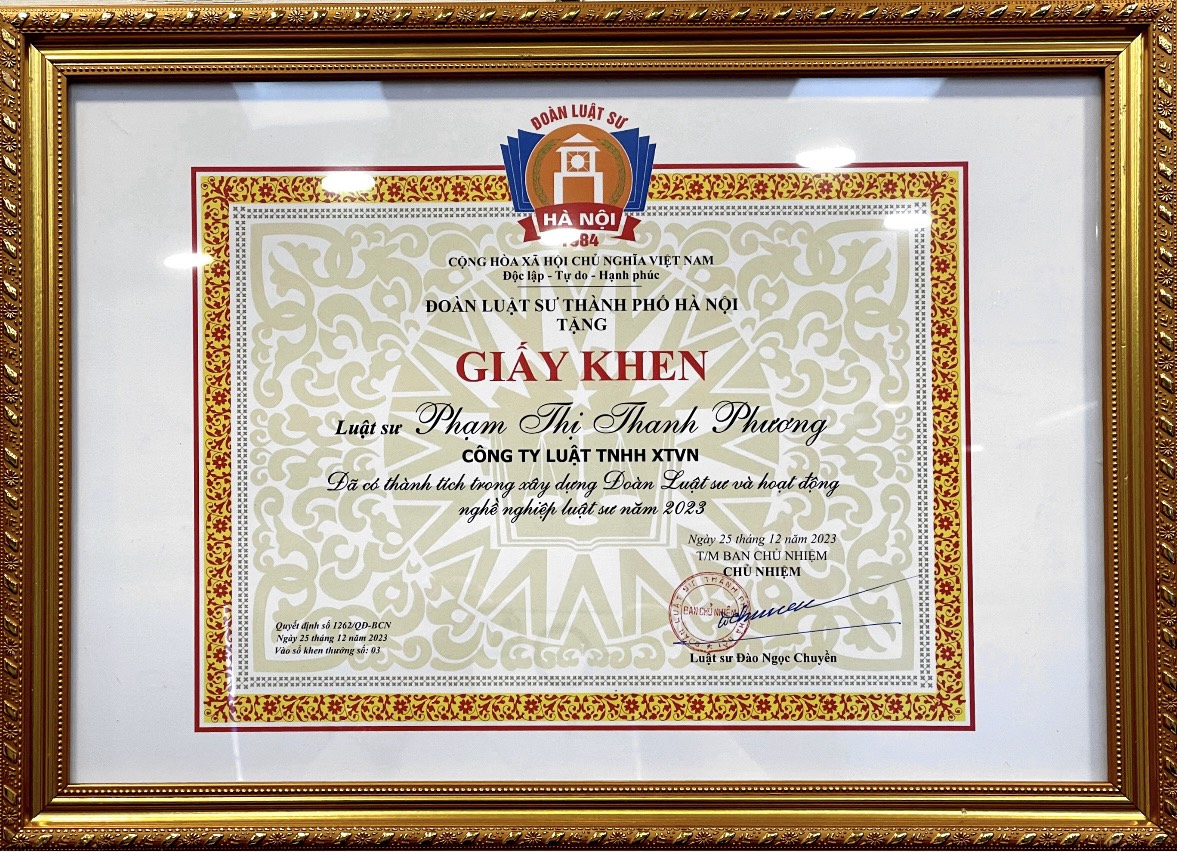 ĐOÀN LUẬT SƯ
HÀ NỘI
1984
CỘNG HÒA XÃ HỘI CHỦ NGHĨA VIỆT NAM
Độc lập - Tự do - Hạnh phúc
ĐOÀN LUẬT SƯ THÀNH PHỐ HÀ NỘI
TẶNG
GIẤY KHEN
Luật sư Phạm Thị Thanh Phương
CÔNG TY LUẬT TNHH XTVN
Đã có thành tích trong xây dựng Đoàn Luật sư và hoạt động
nghề nghiệp luật sư năm 2023
Ngày 25 tháng 12 năm 2023
T/M BAN CHỦ NHIỆM
CHỦ NHIỆM
BAN CHỦ NHIỆM
Luật sư Đào Ngọc Chuyền
Quyết định số 1262/QĐ-BCN
Ngày 25 tháng 12 năm 2023
Vào sổ khen thưởng số: 03